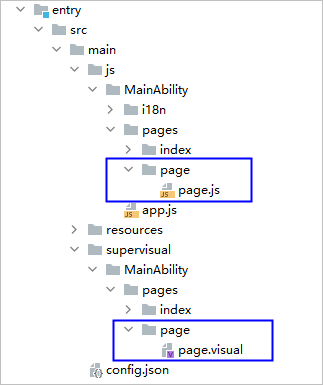 entry
src
main
js
MainAbility
i18n
pages
index
page
page.js
app.js
resources
supervisual
MainAbility
pages
index
page
page.visual
config.json